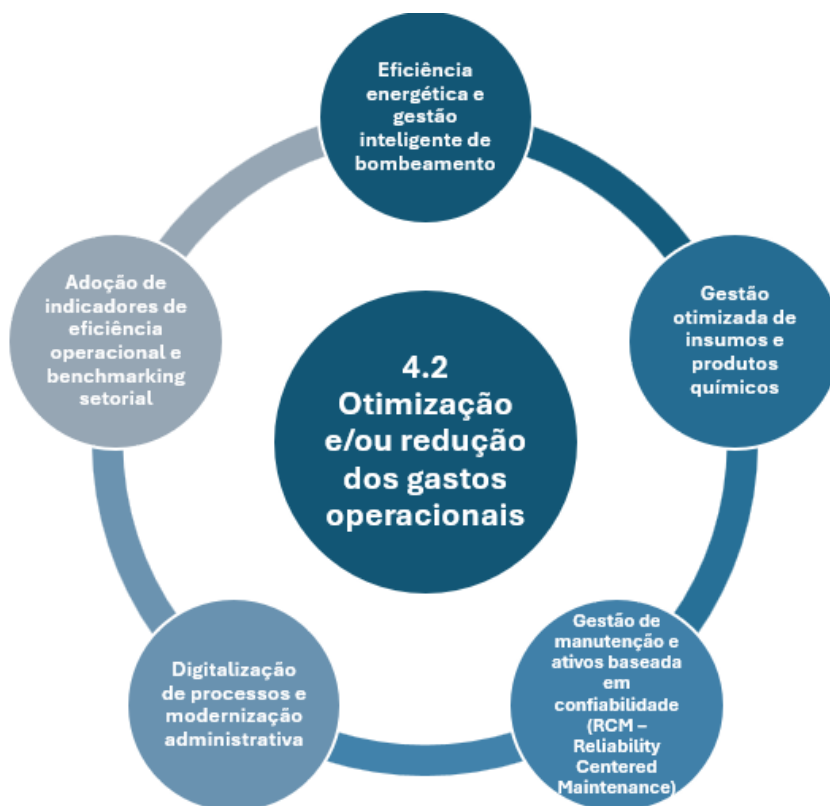 Eficiência
energética e
gestão
inteligente de
bombeamento
Gestão
otimizada de
insumos e
produtos
químicos
Gestão de
manutenção e
ativos baseada
em
confiabilidade
(RCM –
Reliability
Centered
Maintenance)
Digitalização
de processos e
modernização
administrativa
Adoção de
indicadores de
eficiência
operacional e
benchmarking
setorial
4.2
Otimização
e/ou redução
dos gastos
operacionais